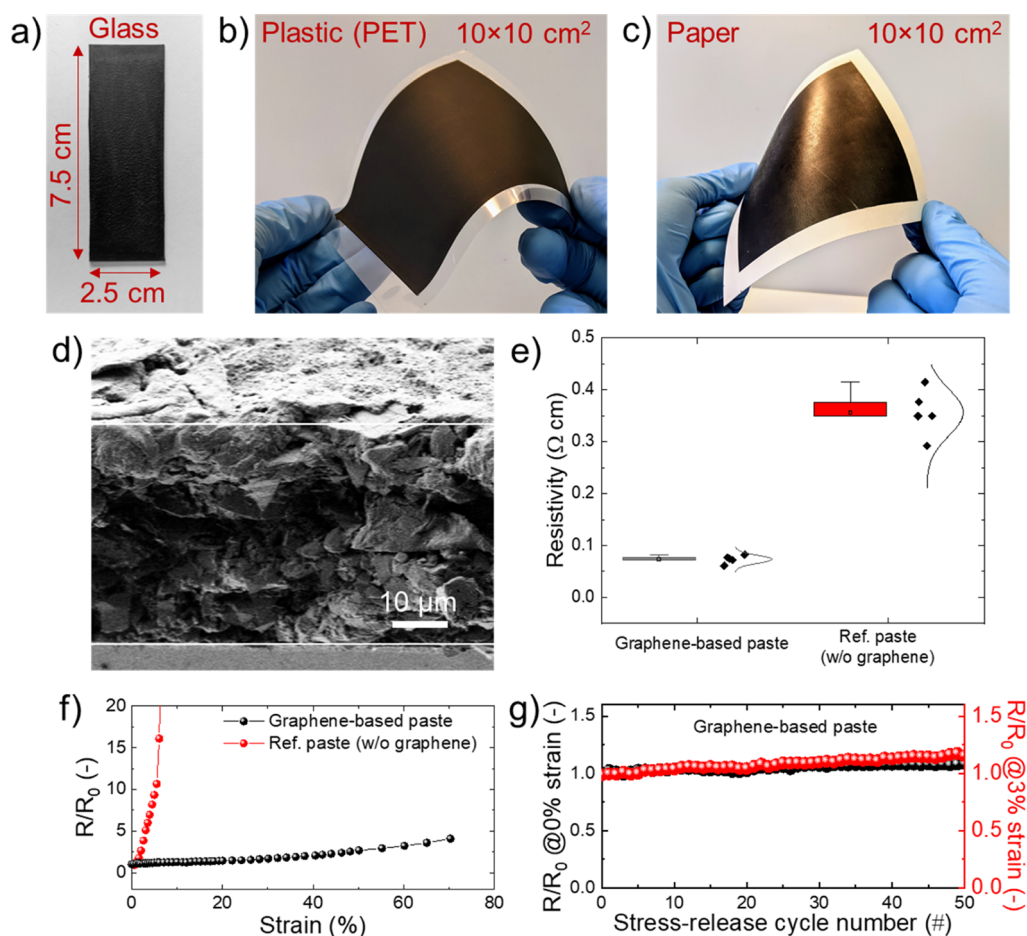 a)
Glass
7.5 cm
2.5 cm
b)
Plastic (PET) 10×10 cm²
c)
Paper 10×10 cm²
d)
10 µm
e)
Resistivity (Ω cm)
0.5
0.4
0.3
0.2
0.1
0.0
Graphene-based paste
Ref. paste
(w/o graphene)
f)
R/R₀ (-)
20
15
10
5
0
Graphene-based paste
Ref. paste (w/o graphene)
0 20 40 60 80
Strain (%)
g)
R/R₀ @0% strain (-)
1.5
1.0
0.5
0.0
Graphene-based paste
1.5
1.0
0.5
0.0
R/R₀ @3% strain (-)
0 10 20 30 40 50
Stress-release cycle number (#)